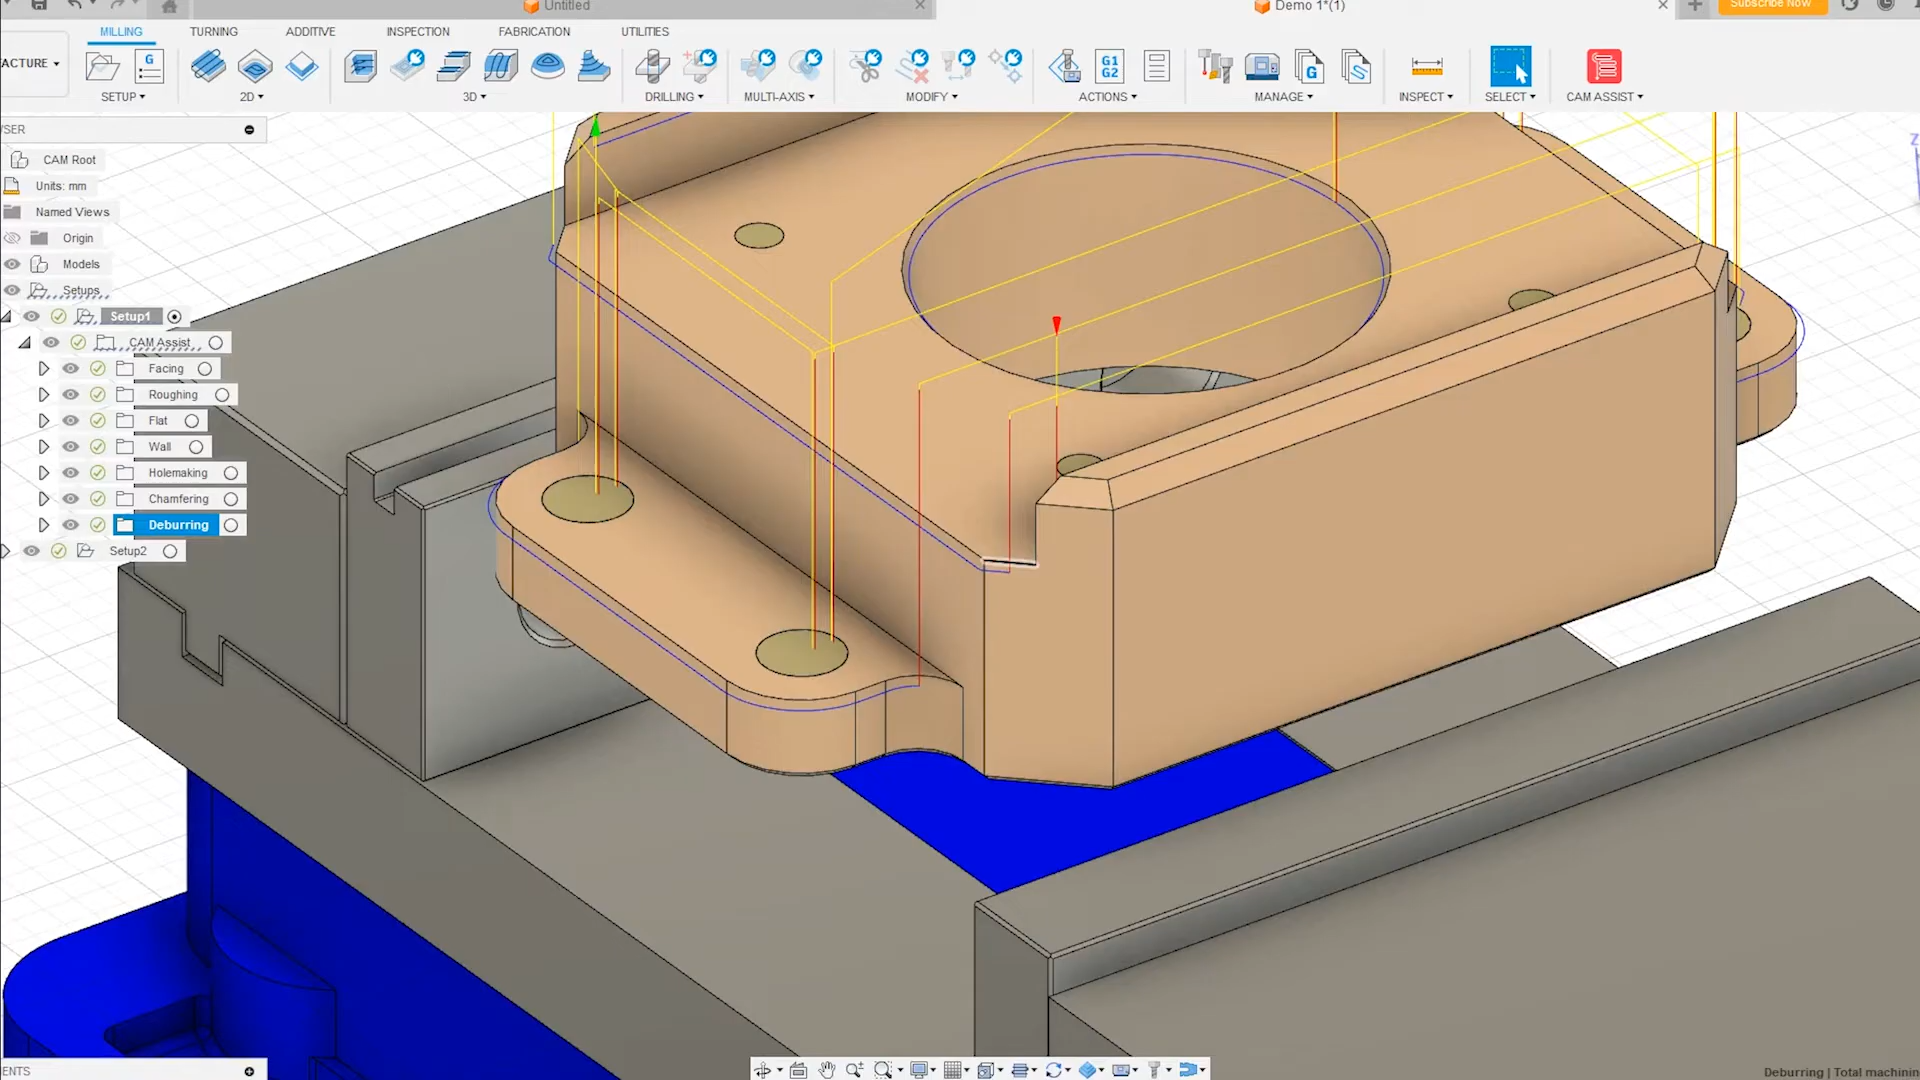 Untitled
Demo 1*(1)
Subscribe Now
MILLING TURNING ADDITIVE INSPECTION FABRICATION UTILITIES
ACTURE
G
G1
G2
G
S
SETUP 2D 3D DRILLING MULTI-AXIS MODIFY ACTIONS MANAGE INSPECT SELECT CAM ASSIST
SER
CAM Root
Units: mm
Named Views
Origin
Models
Setups
Setup1
CAM Assist
Facing
Roughing
Flat
Wall
Holemaking
Chamfering
Deburring
Setup2
Z
ENTS
Deburring | Total machinin